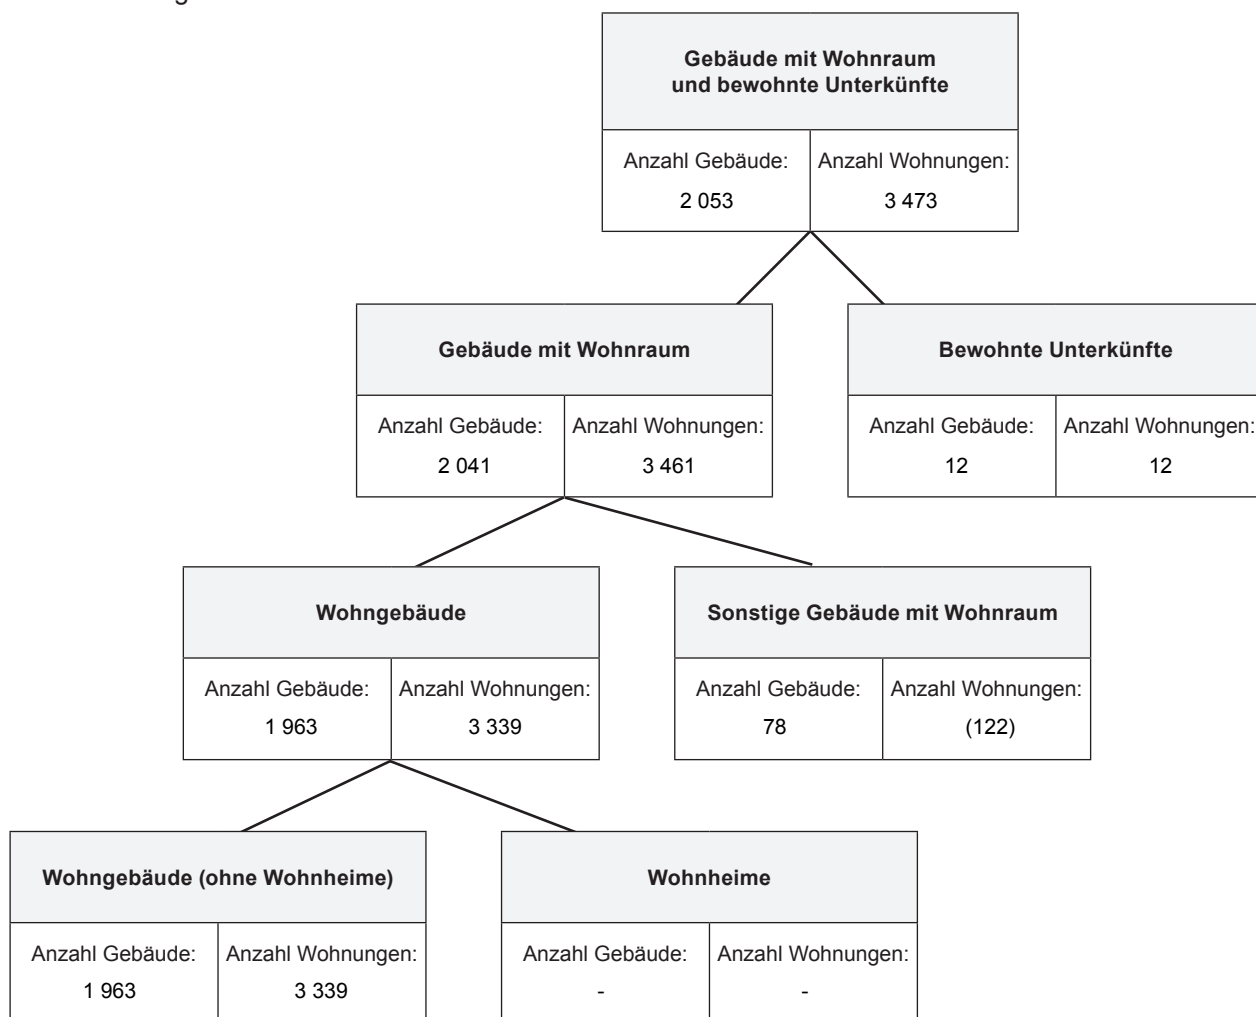 Gebäude mit Wohnraum
und bewohnte Unterkünfte
Anzahl Gebäude: Anzahl Wohnungen:
2 053 3 473
Gebäude mit Wohnraum Bewohnte Unterkünfte
Anzahl Gebäude: Anzahl Wohnungen: Anzahl Gebäude: Anzahl Wohnungen:
2 041 3 461 12 12
Wohngebäude Sonstige Gebäude mit Wohnraum
Anzahl Gebäude: Anzahl Wohnungen: Anzahl Gebäude: Anzahl Wohnungen:
1 963 3 339 78 (122)
Wohngebäude (ohne Wohnheime) Wohnheime
Anzahl Gebäude: Anzahl Wohnungen: Anzahl Gebäude: Anzahl Wohnungen:
1 963 3 339 - -